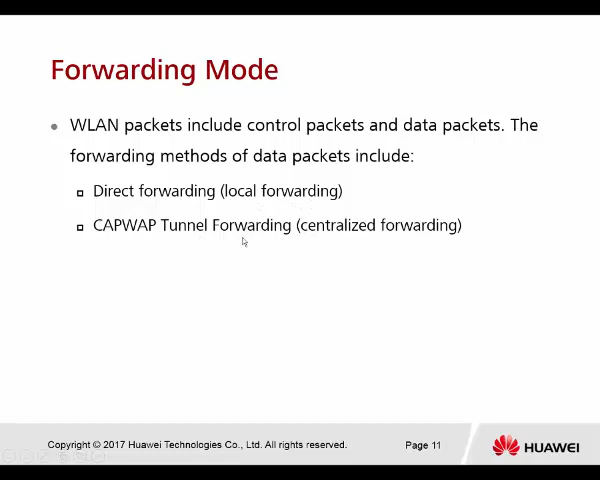 Forwarding Mode
WLAN packets include control packets and data packets. The
forwarding methods of data packets include:
Direct forwarding (local forwarding)
CAPWAP Tunnel Forwarding (centralized forwarding)
Copyright © 2017 Huawei Technologies Co., Ltd. All rights reserved.
Page 11
HUAWEI